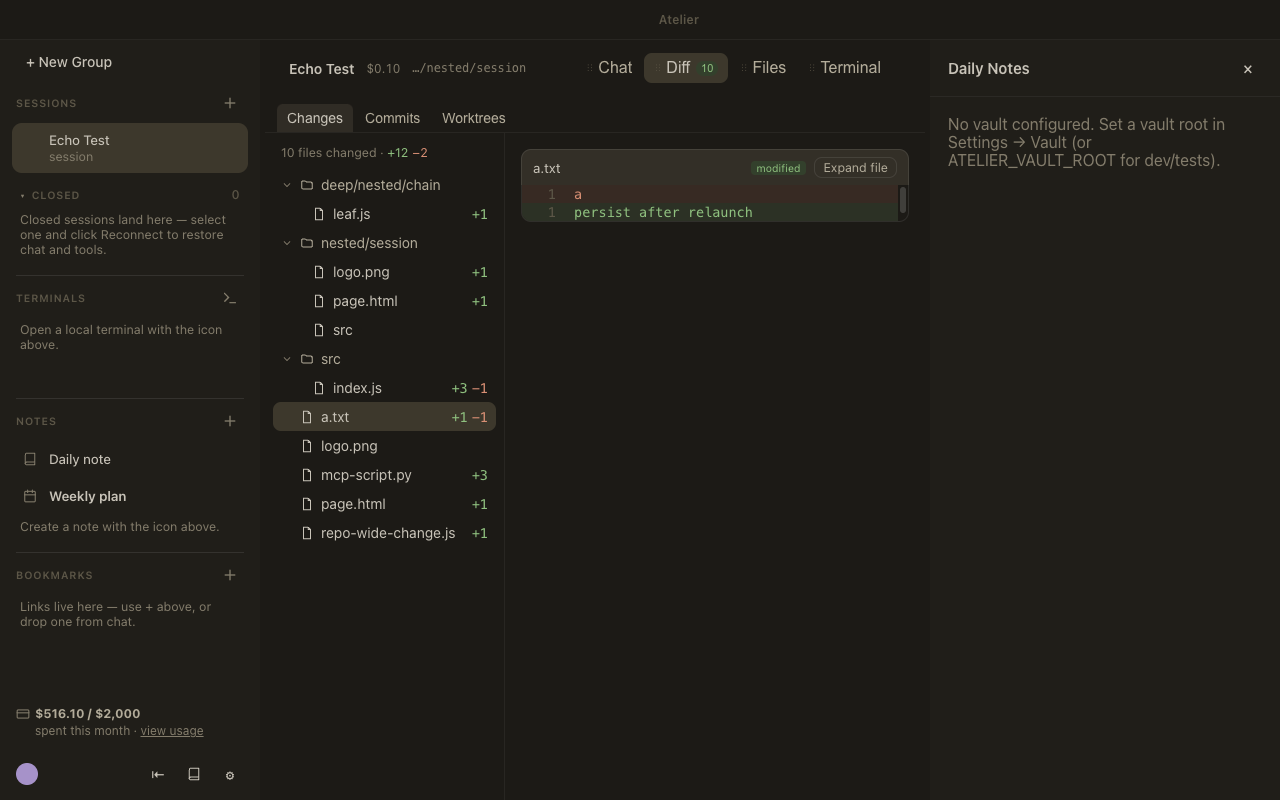 Atelier
+ New Group
SESSIONS
Echo Test
session
CLOSED 0
Closed sessions land here — select
one and click Reconnect to restore
chat and tools.
TERMINALS
Open a local terminal with the icon
above.
NOTES
Daily note
Weekly plan
Create a note with the icon above.
BOOKMARKS
Links live here — use + above, or
drop one from chat.
$516.10 / $2,000
spent this month · view usage
Echo Test $0.10 …/nested/session
Chat Diff 10 Files Terminal
Changes Commits Worktrees
10 files changed · +12 −2
deep/nested/chain
leaf.js +1
nested/session
logo.png +1
page.html +1
src
src
index.js +3 −1
a.txt +1 −1
logo.png
mcp-script.py +3
page.html +1
repo-wide-change.js +1
a.txt modified Expand file
1 a
1 persist after relaunch
Daily Notes ×
No vault configured. Set a vault root in
Settings → Vault (or
ATELIER_VAULT_ROOT for dev/tests).